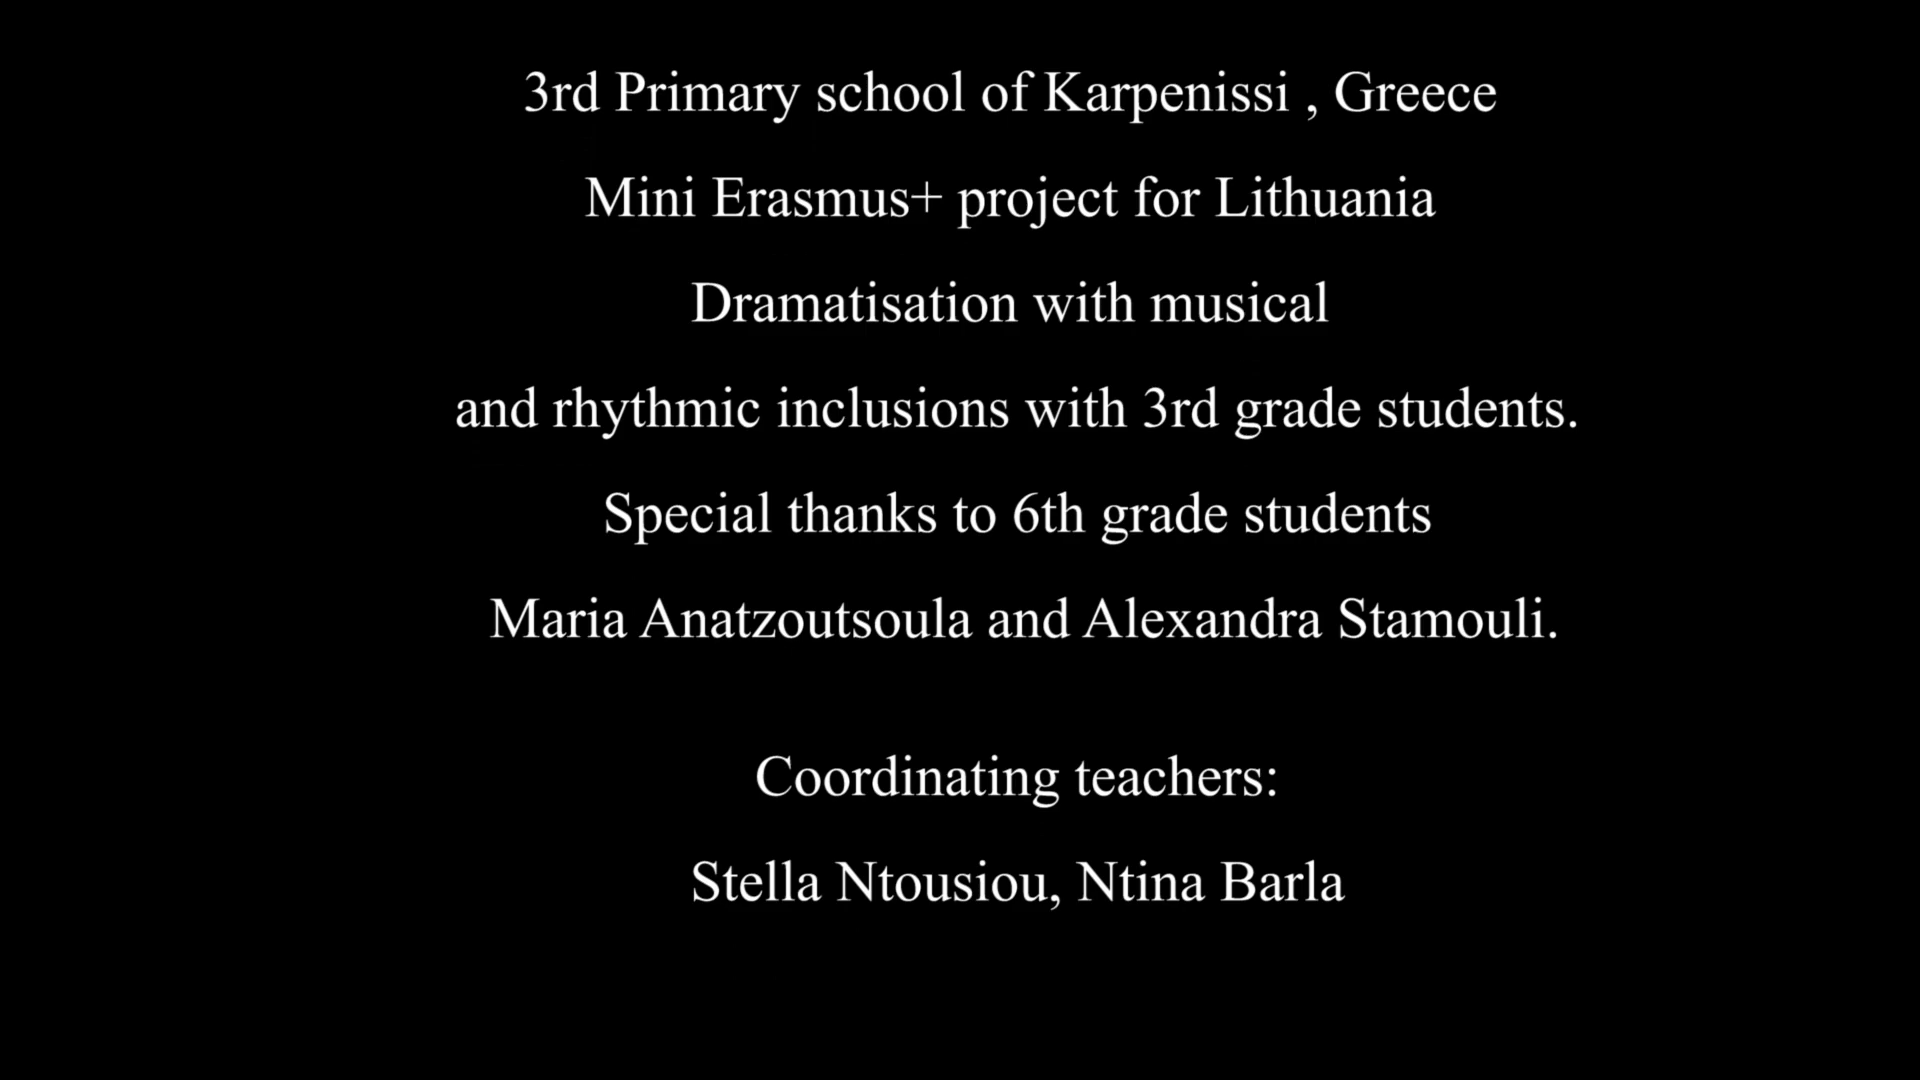 3rd Primary school of Karpenissi , Greece
Mini Erasmus+ project for Lithuania
Dramatisation with musical
and rhythmic inclusions with 3rd grade students.
Special thanks to 6th grade students
Maria Anatzoutsoula and Alexandra Stamouli.
Coordinating teachers:
Stella Ntousiou, Ntina Barla